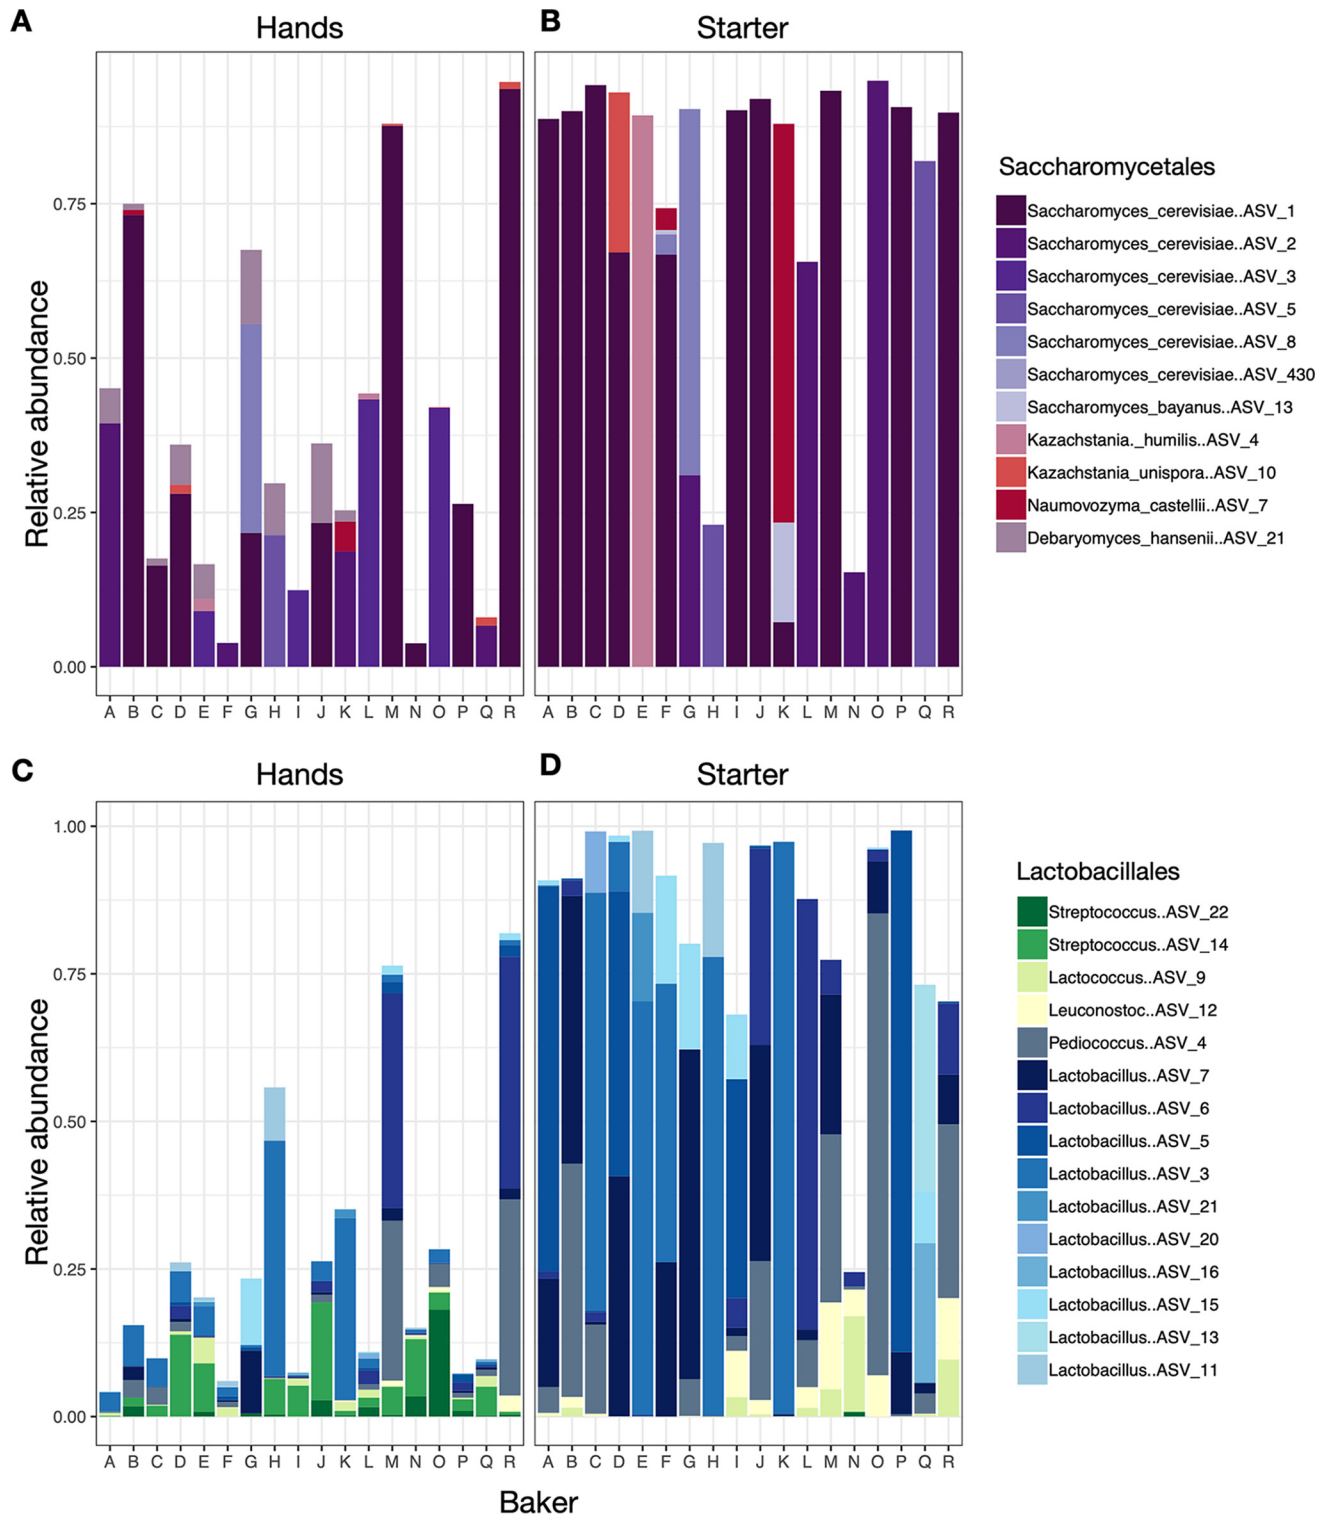 A
Hands
B
Starter
Relative abundance
0.75
0.50
0.25
0.00
A B C D E F G H I J K L M N O P Q R
A B C D E F G H I J K L M N O P Q R
Saccharomycetales
Saccharomyces_cerevisiae..ASV_1
Saccharomyces_cerevisiae..ASV_2
Saccharomyces_cerevisiae..ASV_3
Saccharomyces_cerevisiae..ASV_5
Saccharomyces_cerevisiae..ASV_8
Saccharomyces_cerevisiae..ASV_430
Saccharomyces_bayanus..ASV_13
Kazachstania._humilis..ASV_4
Kazachstania_unispora..ASV_10
Naumovozyma_castellii..ASV_7
Debaryomyces_hansenii..ASV_21
C
Hands
D
Starter
Relative abundance
1.00
0.75
0.50
0.25
0.00
A B C D E F G H I J K L M N O P Q R
A B C D E F G H I J K L M N O P Q R
Baker
Lactobacillales
Streptococcus..ASV_22
Streptococcus..ASV_14
Lactococcus..ASV_9
Leuconostoc..ASV_12
Pediococcus..ASV_4
Lactobacillus..ASV_7
Lactobacillus..ASV_6
Lactobacillus..ASV_5
Lactobacillus..ASV_3
Lactobacillus..ASV_21
Lactobacillus..ASV_20
Lactobacillus..ASV_16
Lactobacillus..ASV_15
Lactobacillus..ASV_13
Lactobacillus..ASV_11